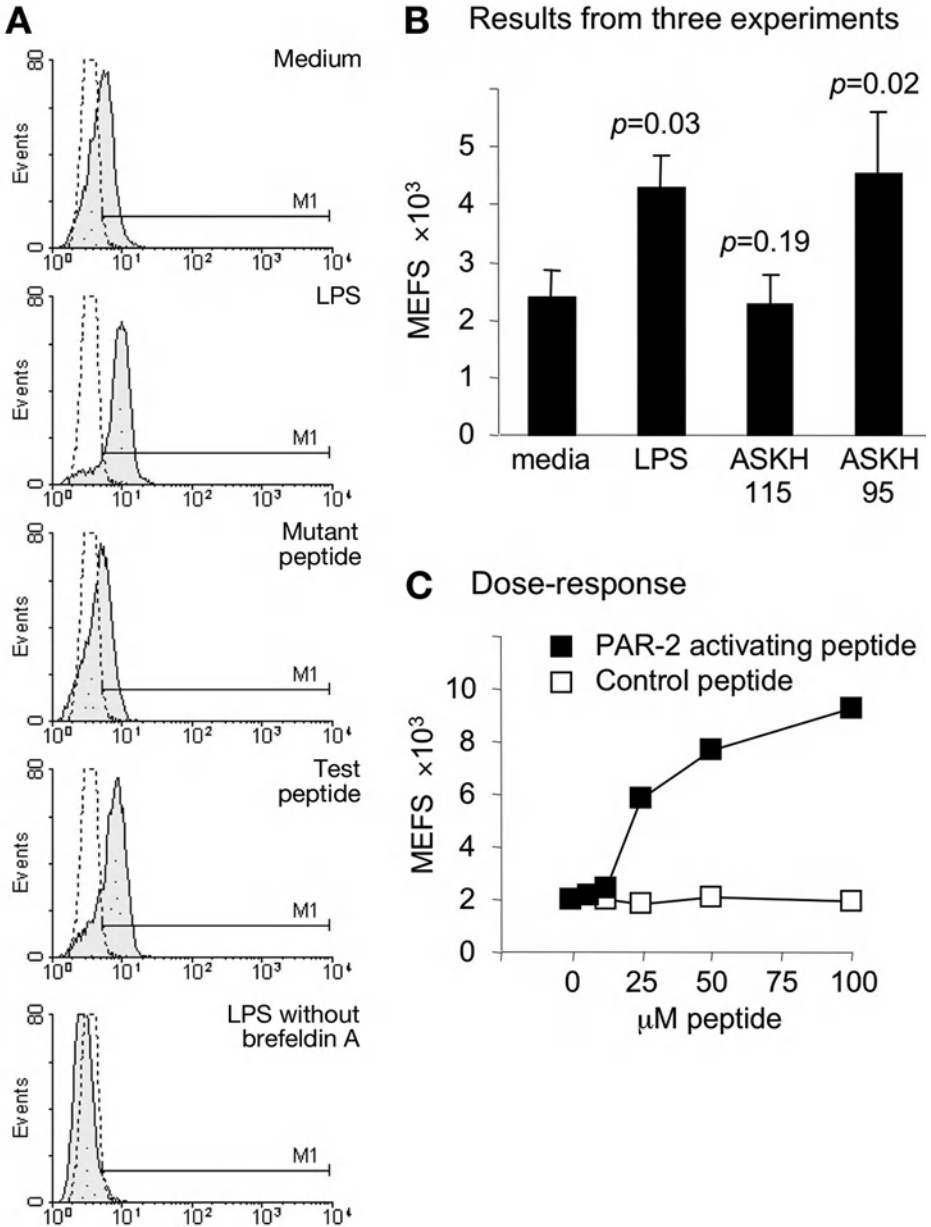 A
Medium
80
Events
0
M1
10⁰ 10¹ 10² 10³ 10⁴
LPS
80
Events
0
M1
10⁰ 10¹ 10² 10³ 10⁴
Mutant
peptide
80
Events
0
M1
10⁰ 10¹ 10² 10³ 10⁴
Test
peptide
80
Events
0
M1
10⁰ 10¹ 10² 10³ 10⁴
LPS without
brefeldin A
80
Events
0
M1
10⁰ 10¹ 10² 10³ 10⁴
B Results from three experiments
MEFS ×10³
5
4
3
2
1
0
p=0.03
p=0.19
p=0.02
media LPS ASKH ASKH
115 95
C Dose-response
PAR-2 activating peptide
Control peptide
MEFS ×10³
10
8
6
4
2
0
0 25 50 75 100
µM peptide